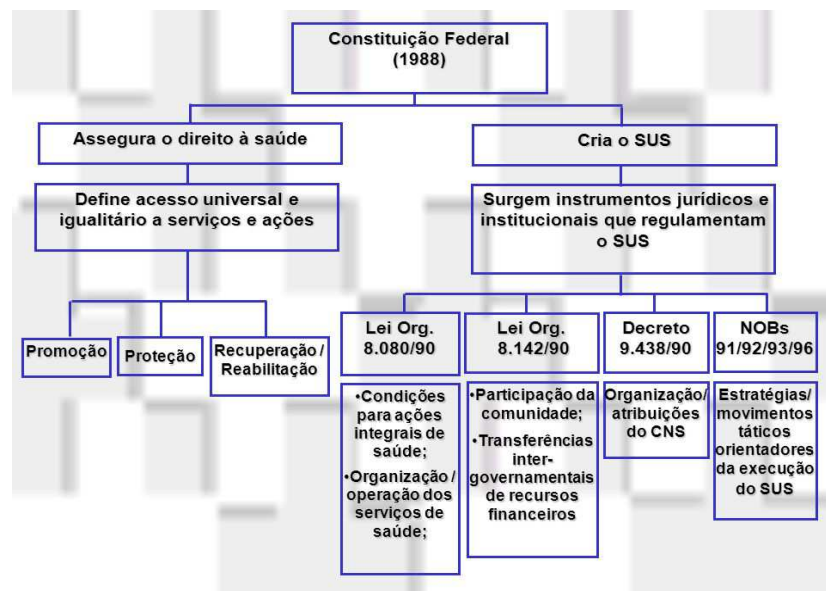 Constituição Federal
(1988)
Assegura o direito à saúde
Cria o SUS
Define acesso universal e
igualitário a serviços e ações
Surgem instrumentos jurídicos e
institucionais que regulamentam
o SUS
Promoção
Proteção
Recuperação /
Reabilitação
Lei Org.
8.080/90
Lei Org.
8.142/90
Decreto
9.438/90
NOBs
91/92/93/96
•Condições
para ações
integrais de
saúde;
•Organização /
operação dos
serviços de
saúde;
•Participação da
comunidade;
•Transferências
inter-
governamentais
de recursos
financeiros
Organização/
atribuições
do CNS
Estratégias/
movimentos
táticos
orientadores
da execução
do SUS